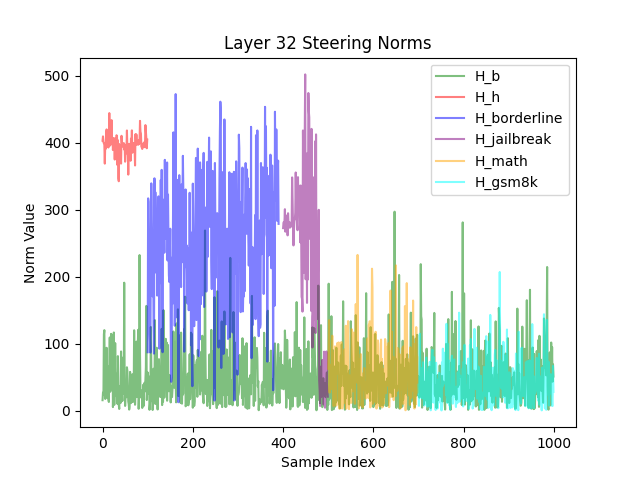 Layer 32 Steering Norms
Norm Value
500
400
300
200
100
0
H_b
H_h
H_borderline
H_jailbreak
H_math
H_gsm8k
0
200
400
600
800
1000
Sample Index